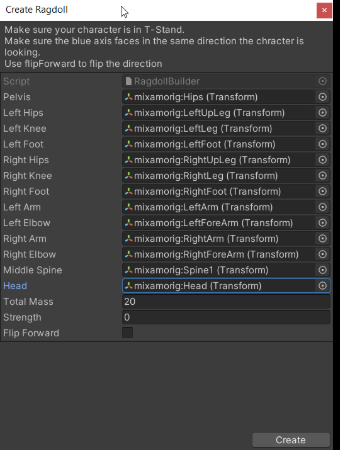 Create Ragdoll
Make sure your character is in T-Stand.
Make sure the blue axis faces in the same direction the chracter is
looking.
Use flipForward to flip the direction
Script RagdollBuilder
Pelvis mixamorig:Hips (Transform)
Left Hips mixamorig:LeftUpLeg (Transform)
Left Knee mixamorig:LeftLeg (Transform)
Left Foot mixamorig:LeftFoot (Transform)
Right Hips mixamorig:RightUpLeg (Transform)
Right Knee mixamorig:RightLeg (Transform)
Right Foot mixamorig:RightFoot (Transform)
Left Arm mixamorig:LeftArm (Transform)
Left Elbow mixamorig:LeftForeArm (Transform)
Right Arm mixamorig:RightArm (Transform)
Right Elbow mixamorig:RightForeArm (Transform)
Middle Spine mixamorig:Spine1 (Transform)
Head mixamorig:Head (Transform)
Total Mass 20
Strength 0
Flip Forward
Create